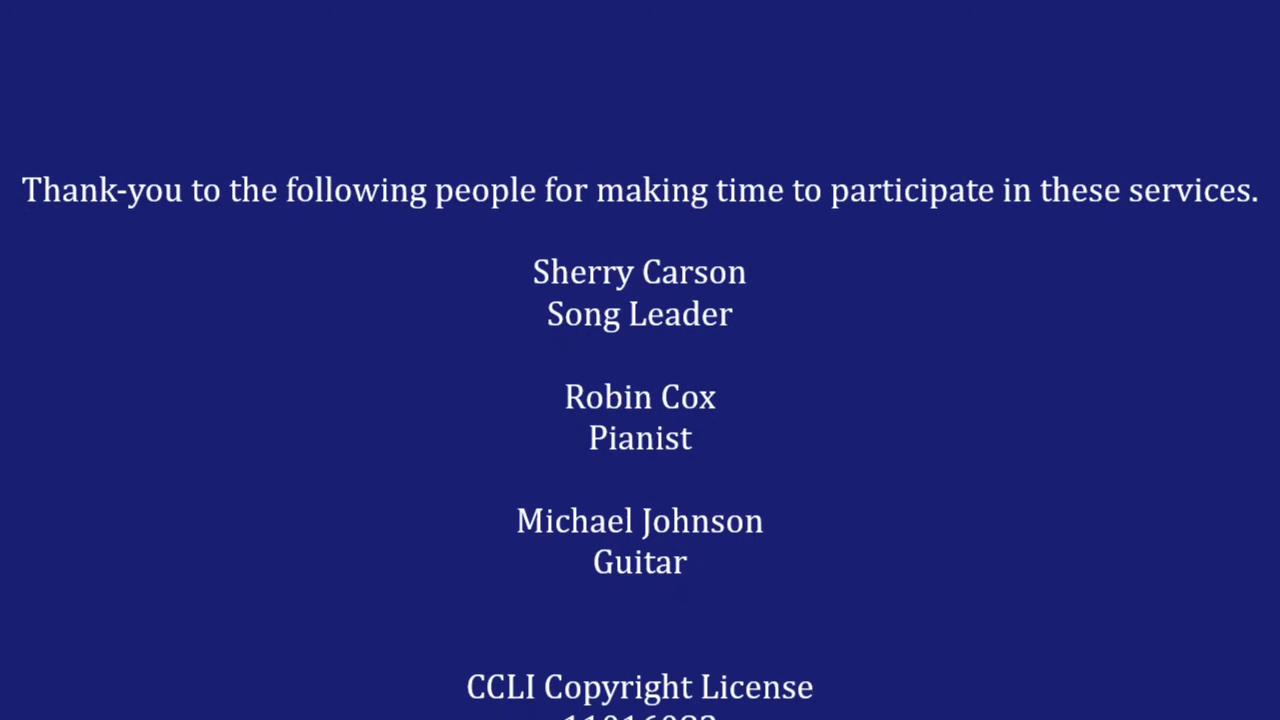 Thank-you to the following people for making time to participate in these services.
Sherry Carson
Song Leader
Robin Cox
Pianist
Michael Johnson
Guitar
CCLI Copyright License